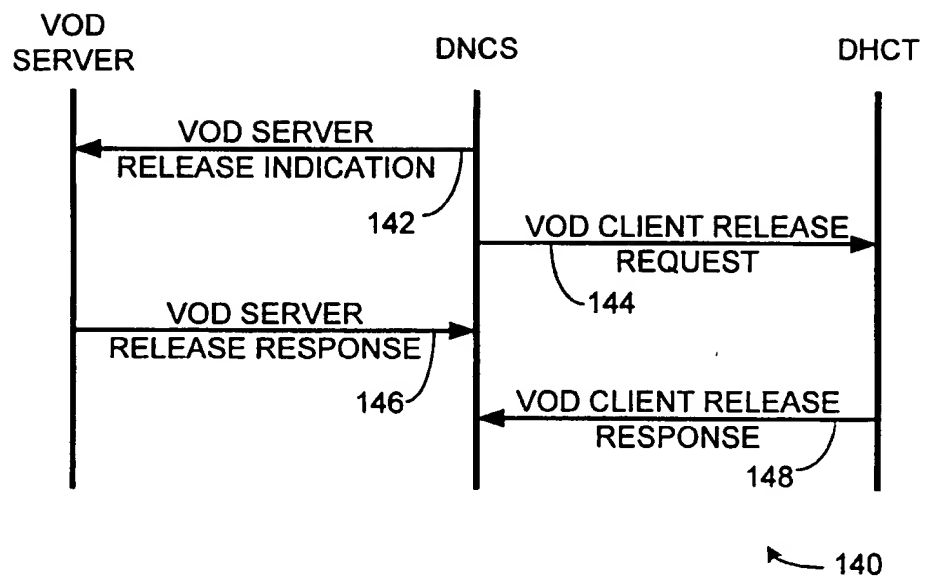 VOD
SERVER
DNCS
DHCT
VOD SERVER
RELEASE INDICATION
142
VOD CLIENT RELEASE
REQUEST
144
VOD SERVER
RELEASE RESPONSE
146
VOD CLIENT RELEASE
RESPONSE
148
140